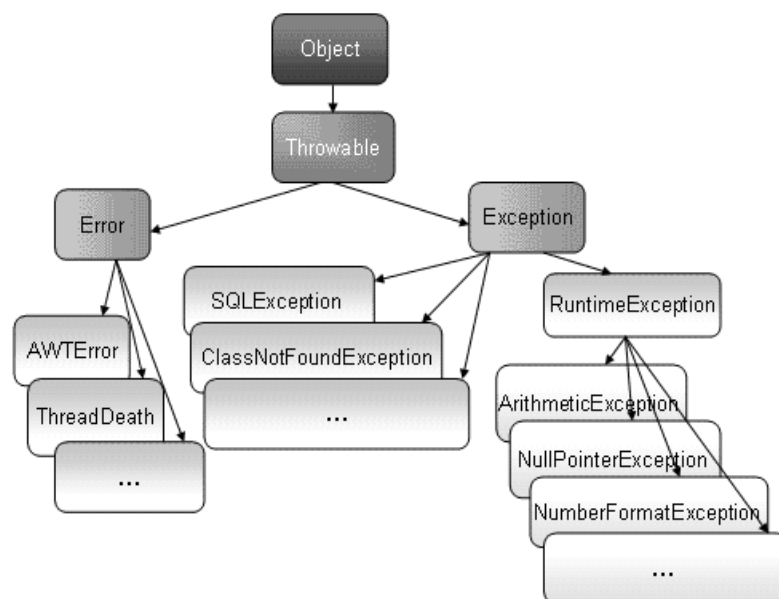 Object
Throwable
Error
Exception
SQLException
RuntimeException
AWTError
ClassNotFoundException
ThreadDeath
...
ArithmeticException
...
NullPointerException
NumberFormatException
...